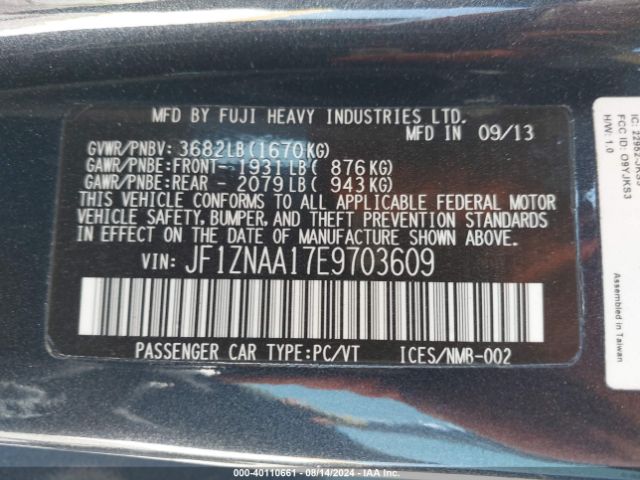 MFD BY FUJI HEAVY INDUSTRIES LTD.
MFD IN 09/13
GVWR/PNBV: 3682LB(1670KG)
GAWR/PNBE:FRONT- 1931LB( 876KG)
GAWR/PNBE:REAR - 2079LB( 943KG)
THIS VEHICLE CONFORMS TO ALL APPLICABLE FEDERAL MOTOR
VEHICLE SAFETY, BUMPER, AND THEFT PREVENTION STANDARDS
IN EFFECT ON THE DATE OF MANUFACTURE SHOWN ABOVE.
VIN: JF1ZNAA17E9703609
PASSENGER CAR TYPE:PC/VT ICES/NMB-002
FCC ID: O9YJKS3
H/W: 1.0
Assembled in Taiwan
000-40110661 - 08/14/2024 - IAA Inc.